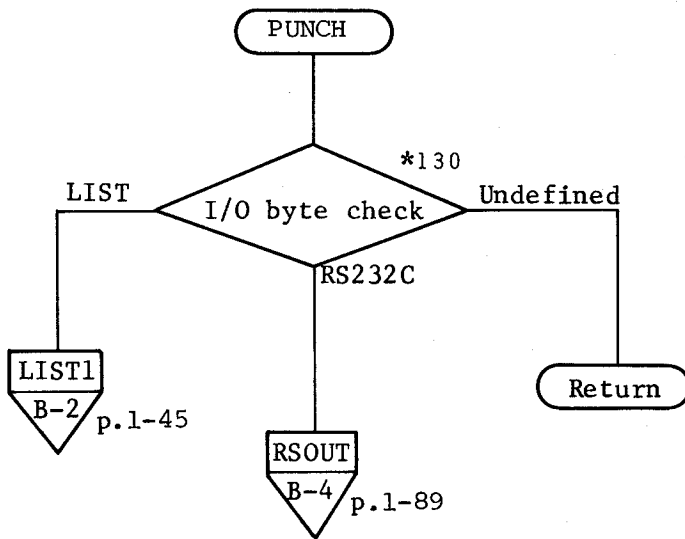 PUNCH
*130
LIST
I/O byte check
Undefined
RS232C
LIST1
B-2
p.1-45
Return
RSOUT
B-4
p.1-89